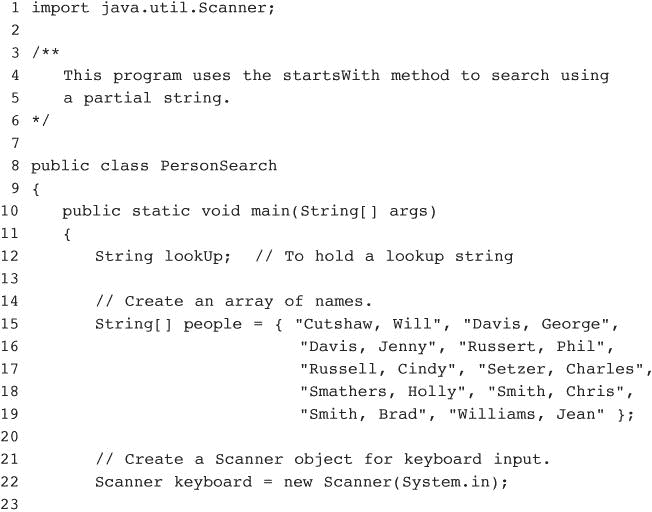 1 import java.util.Scanner;
2
3 /**
4    This program uses the startsWith method to search using
5    a partial string.
6 */
7
8 public class PersonSearch
9 {
10    public static void main(String[] args)
11    {
12       String lookUp;  // To hold a lookup string
13
14       // Create an array of names.
15       String[] people = { "Cutshaw, Will", "Davis, George",
16                           "Davis, Jenny", "Russert, Phil",
17                           "Russell, Cindy", "Setzer, Charles",
18                           "Smathers, Holly", "Smith, Chris",
19                           "Smith, Brad", "Williams, Jean" };
20
21       // Create a Scanner object for keyboard input.
22       Scanner keyboard = new Scanner(System.in);
23